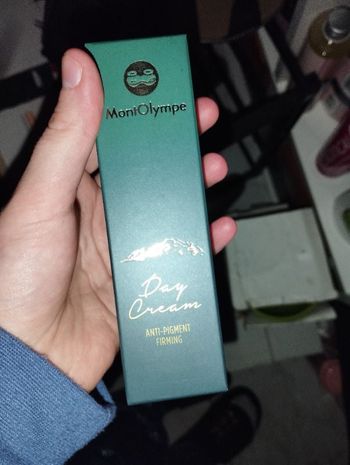 MontOlympe
Day
Cream
ANTI-PIGMENT
FIRMING